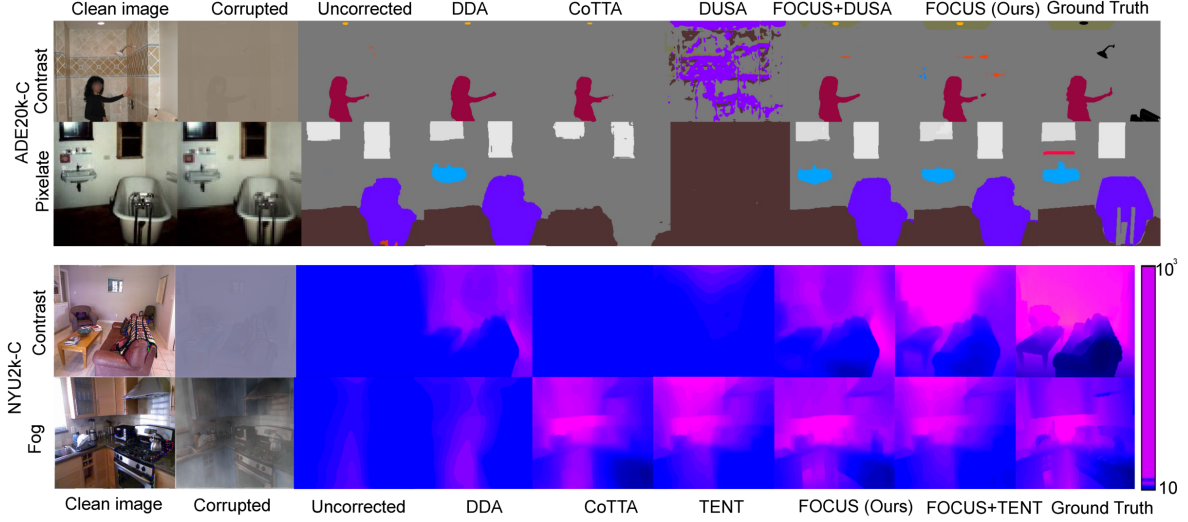 Clean image Corrupted Uncorrected DDA CoTTA DUSA FOCUS+DUSA FOCUS (Ours) Ground Truth
ADE20k-C
Contrast
Pixelate
NYU2k-C
Contrast
Fog
10³
10
Clean image Corrupted Uncorrected DDA CoTTA TENT FOCUS (Ours) FOCUS+TENT Ground Truth